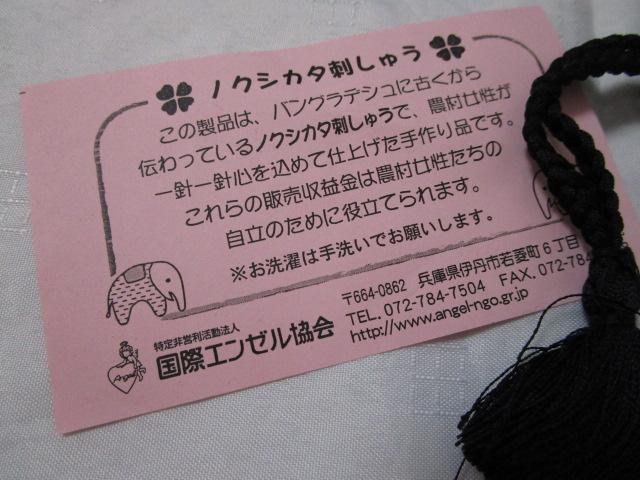 ノクシカタ刺しゅう
この製品は、バングラデシュに古くから
伝わっているノクシカタ刺しゅうで、農村女性が
一針一針心を込めて仕上げた手作り品です。
これらの販売収益金は農村女性たちの
自立のために役立てられます。
※お洗濯は手洗いでお願いします。
〒664-0862 兵庫県伊丹市若菱町6丁目
TEL. 072-784-7504 FAX. 072-784
http://www.angel-ngo.gr.jp
特定非営利活動法人
国際エンゼル協会